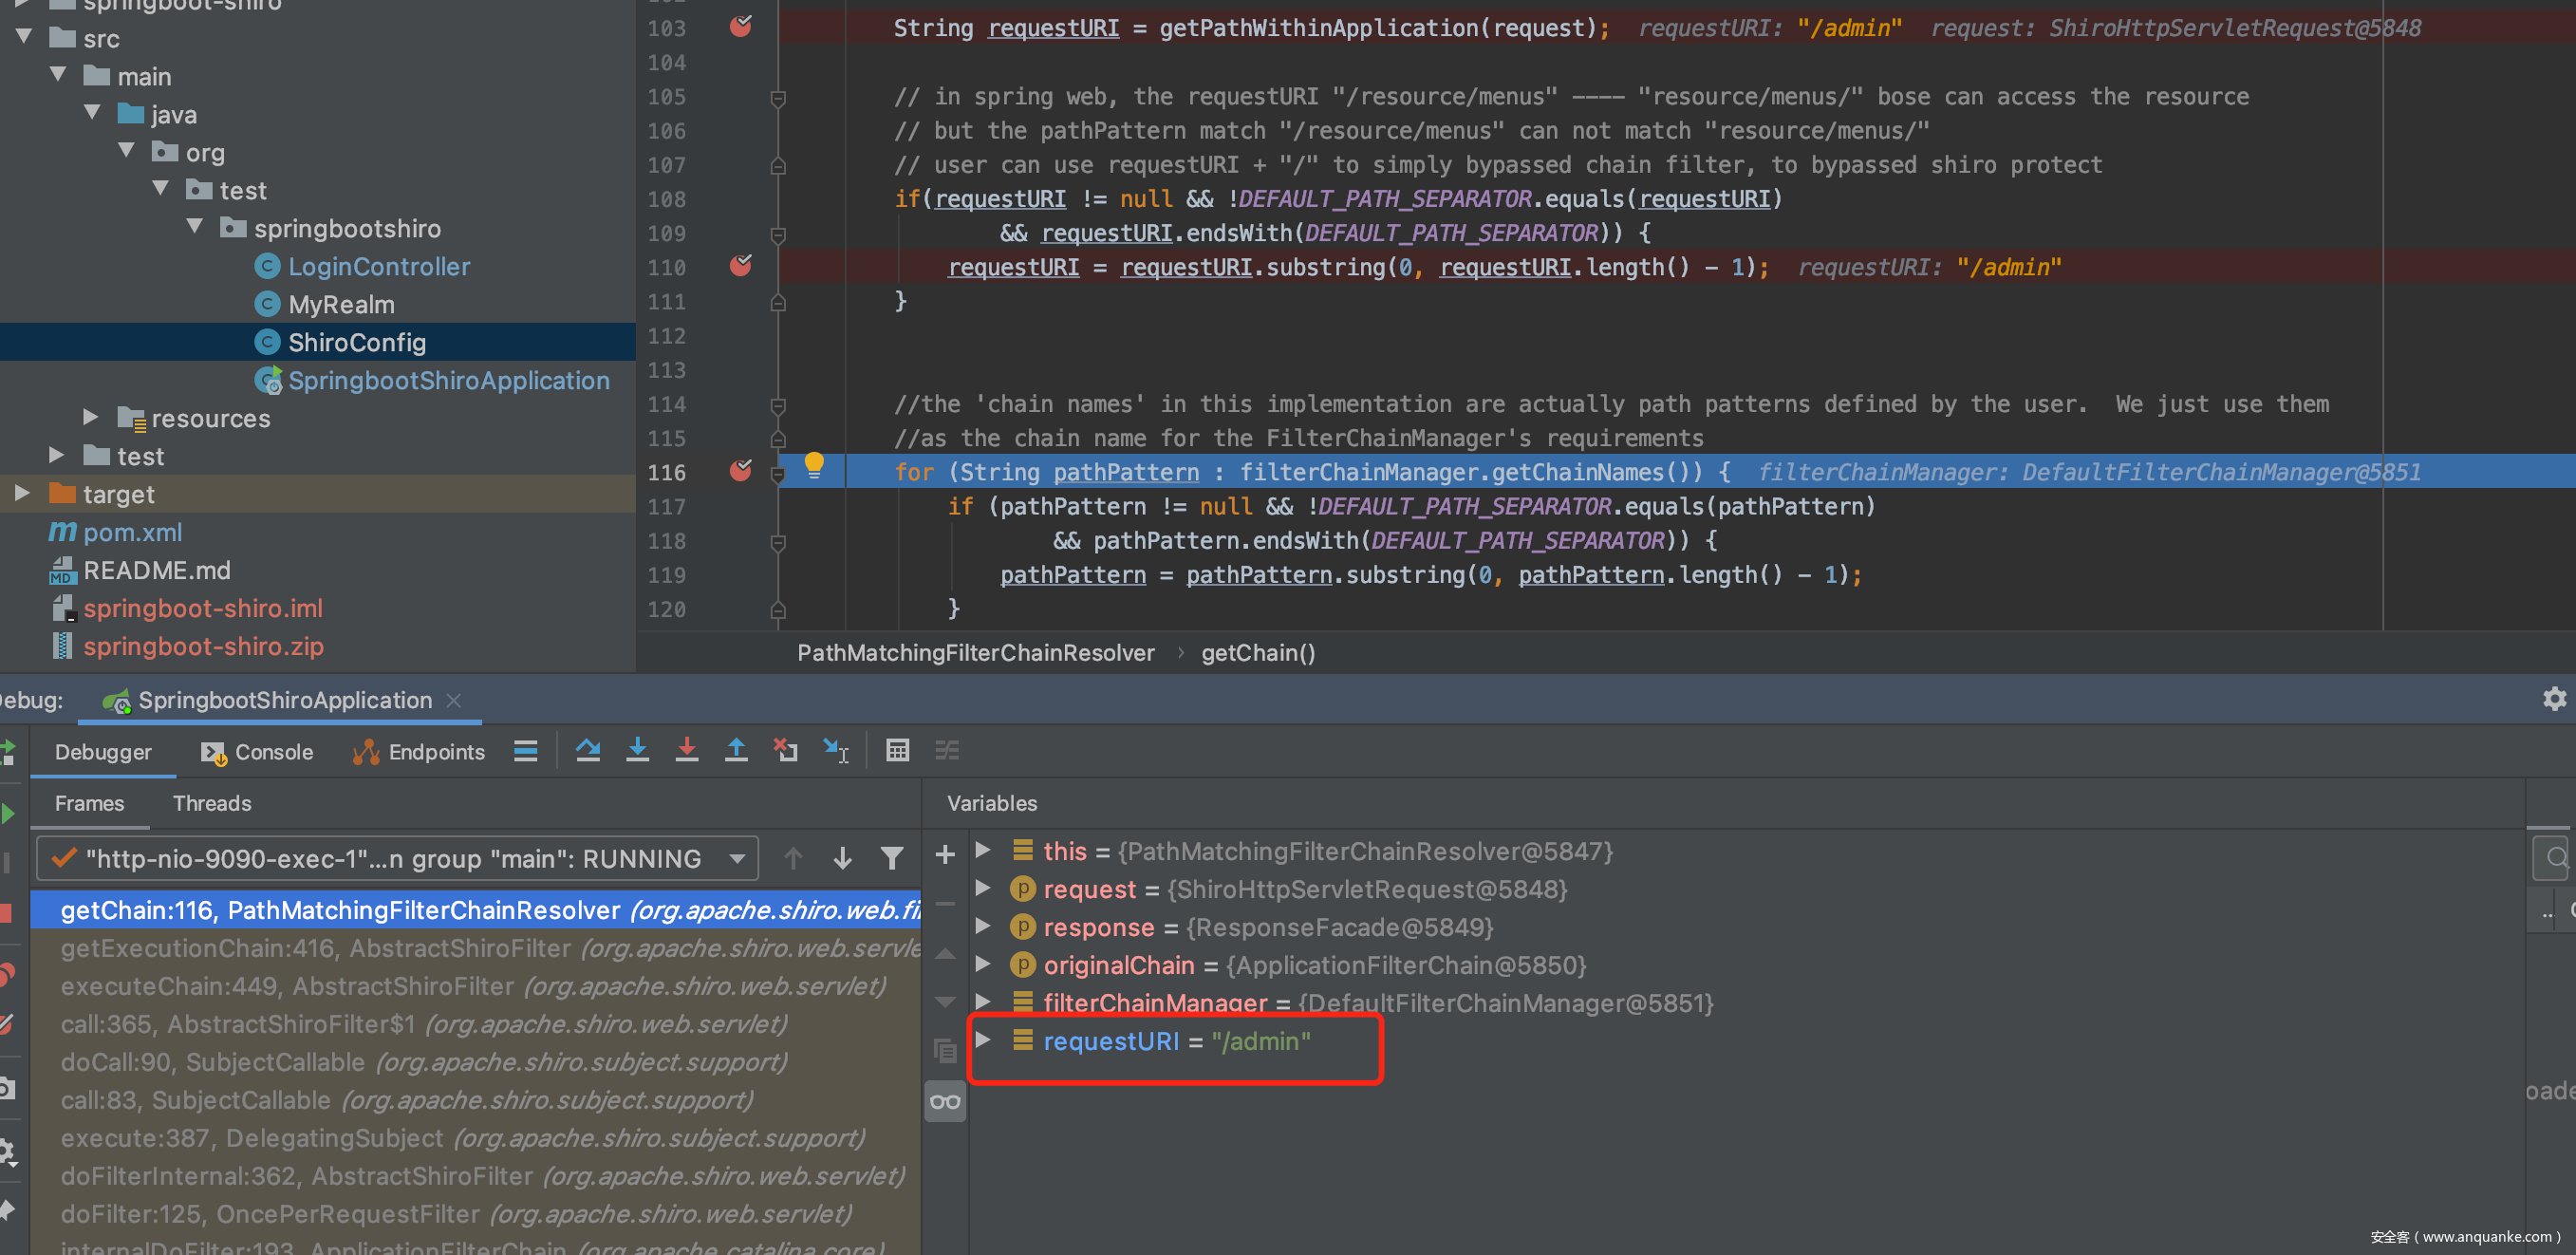 springboot-shiro
src
main
java
org
test
springbootshiro
LoginController
MyRealm
ShiroConfig
SpringbootShiroApplication
resources
test
target
pom.xml
README.md
springboot-shiro.iml
springboot-shiro.zip
103 String requestURI = getPathWithinApplication(request); requestURI: "/admin" request: ShiroHttpServletRequest@5848
104
105 // in spring web, the requestURI "/resource/menus" ---- "resource/menus/" bose can access the resource
106 // but the pathPattern match "/resource/menus" can not match "resource/menus/"
107 // user can use requestURI + "/" to simply bypassed chain filter, to bypassed shiro protect
108 if(requestURI != null && !DEFAULT_PATH_SEPARATOR.equals(requestURI)
109 && requestURI.endsWith(DEFAULT_PATH_SEPARATOR)) {
110 requestURI = requestURI.substring(0, requestURI.length() - 1); requestURI: "/admin"
111 }
112
113
114 //the 'chain names' in this implementation are actually path patterns defined by the user. We just use them
115 //as the chain name for the FilterChainManager's requirements
116 for (String pathPattern : filterChainManager.getChainNames()) { filterChainManager: DefaultFilterChainManager@5851
117 if (pathPattern != null && !DEFAULT_PATH_SEPARATOR.equals(pathPattern)
118 && pathPattern.endsWith(DEFAULT_PATH_SEPARATOR)) {
119 pathPattern = pathPattern.substring(0, pathPattern.length() - 1);
120 }
PathMatchingFilterChainResolver › getChain()
ebug: SpringbootShiroApplication
Debugger Console Endpoints
Frames Threads
"http-nio-9090-exec-1"...n group "main": RUNNING
getChain:116, PathMatchingFilterChainResolver (org.apache.shiro.web.fi
getExecutionChain:416, AbstractShiroFilter (org.apache.shiro.web.servle
executeChain:449, AbstractShiroFilter (org.apache.shiro.web.servlet)
call:365, AbstractShiroFilter$1 (org.apache.shiro.web.servlet)
doCall:90, SubjectCallable (org.apache.shiro.subject.support)
call:83, SubjectCallable (org.apache.shiro.subject.support)
execute:387, DelegatingSubject (org.apache.shiro.subject.support)
doFilterInternal:362, AbstractShiroFilter (org.apache.shiro.web.servlet)
doFilter:125, OncePerRequestFilter (org.apache.shiro.web.servlet)
internalDoFilter:193, ApplicationFilterChain (org.apache.catalina.core)
Variables
this = {PathMatchingFilterChainResolver@5847}
request = {ShiroHttpServletRequest@5848}
response = {ResponseFacade@5849}
originalChain = {ApplicationFilterChain@5850}
filterChainManager = {DefaultFilterChainManager@5851}
requestURI = "/admin"
oade
安全客（www.anquanke.com）